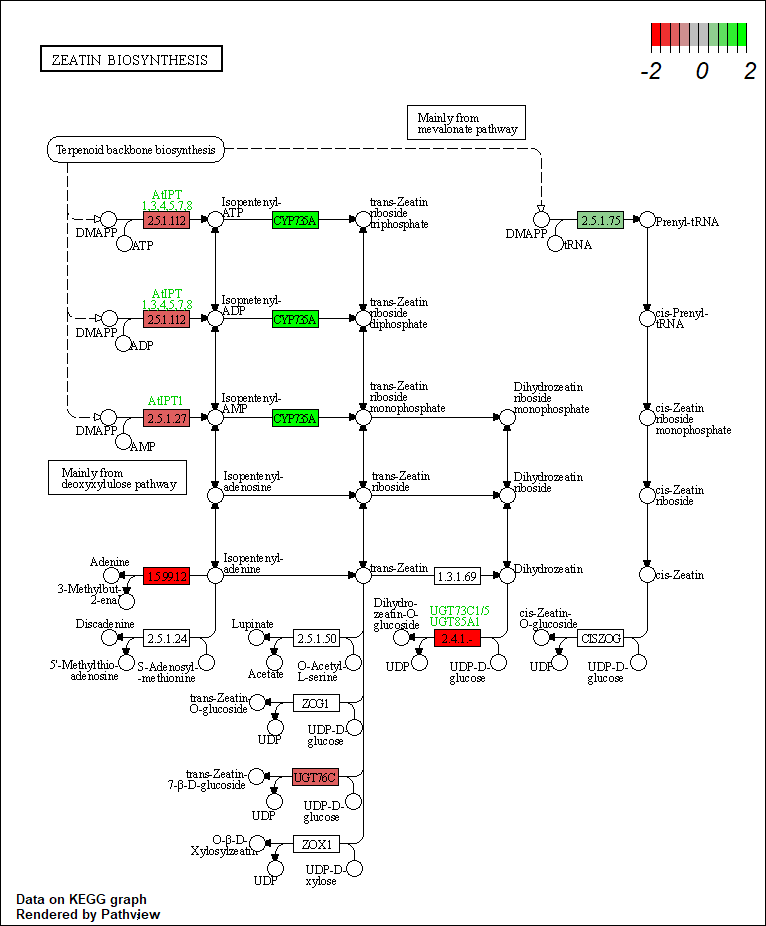 ZEATIN BIOSYNTHESIS
-2 0 2
Mainly from
mevalonate pathway
Terpenoid backbone biosynthesis
AtIPT
1,3,4,5,7,8
2.5.1.112
DMAPP
ATP
Isopentenyl-
ATP
CYP735A
trans-Zeatin
riboside
triphosphate
DMAPP
tRNA
2.5.1.75
Prenyl-tRNA
AtIPT
1,3,4,5,7,8
2.5.1.112
DMAPP
ADP
Isopnetenyl-
ADP
CYP735A
trans-Zeatin
riboside
diphosphate
cis-Prenyl-
tRNA
AtIPT1
2.5.1.27
DMAPP
AMP
Isopentenyl-
AMP
CYP735A
trans-Zeatin
riboside
monophosphate
Dihydrozeatin
riboside
monophosphate
cis-Zeatin
riboside
monophosphate
Mainly from
deoxyxylulose pathway
Isopentenyl-
adenosine
trans-Zeatin
riboside
Dihydrozeatin
riboside
cis-Zeatin
riboside
Adenine
1.5.99.12
3-Methylbut-
2-enal
Isopentenyl-
adenine
trans-Zeatin
1.3.1.69
Dihydrozeatin
cis-Zeatin
Discadenine
2.5.1.24
5'-Methylthio-
adenosine
S-Adenosyl-
-methionine
Lupinate
2.5.1.50
Acetate
O-Acetyl-
L-serine
Dihydro-
zeatin-O-
glucoside
UGT73C1/5
UGT85A1
2.4.1.-
UDP
UDP-D-
glucose
cis-Zeatin-
O-glucoside
CISZOG
UDP
UDP-D-
glucose
trans-Zeatin-
O-glucoside
ZOG1
UDP
UDP-D-
glucose
trans-Zeatin-
7-β-D-glucoside
UGT76C
UDP
UDP-D-
glucose
O-β-D-
Xylosylzeatin
ZOX1
UDP
UDP-D-
xylose
Data on KEGG graph
Rendered by Pathview